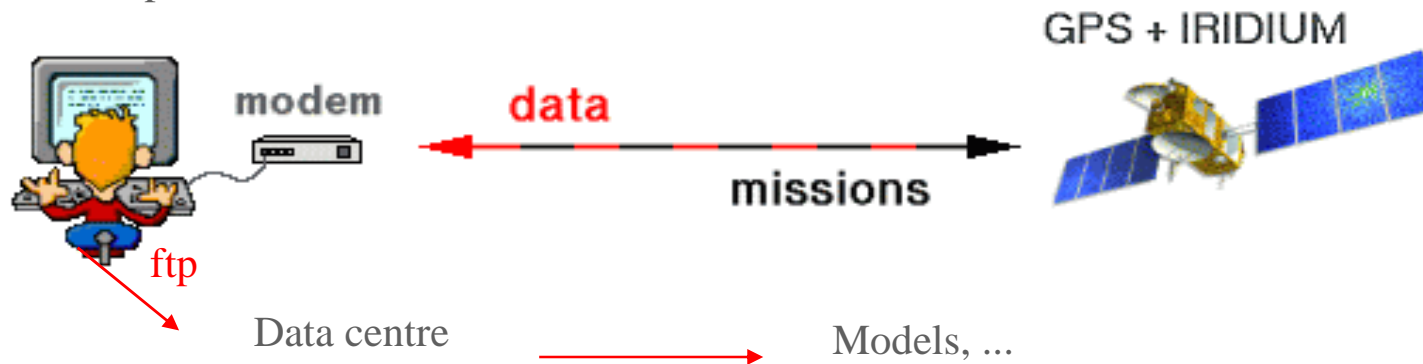 GPS + IRIDIUM
modem
data
missions
ftp
Data centre
Models, ...